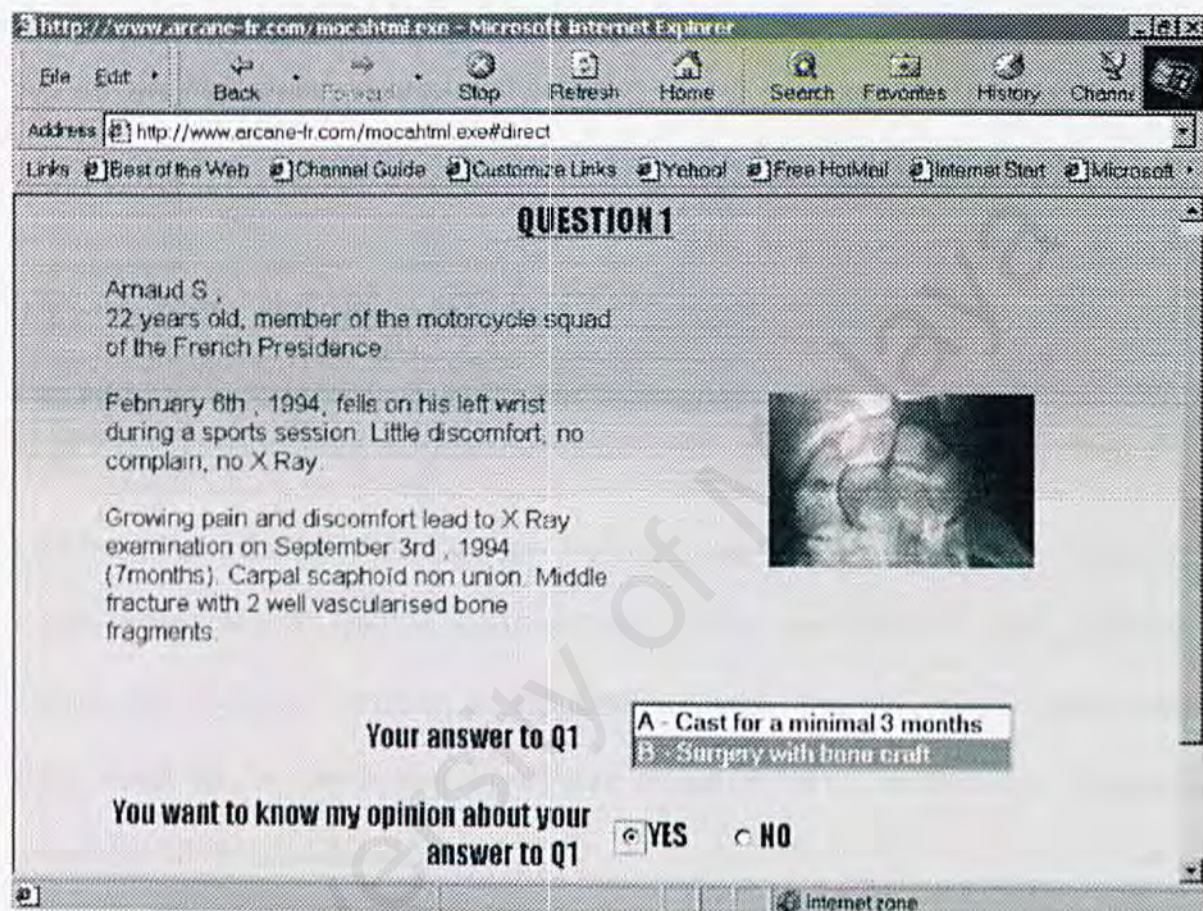 http://www.arcane-fr.com/mocahtml.exe - Microsoft Internet Explorer
File Edit Back Forward Stop Refresh Home Search Favorites History Channe
Address http://www.arcane-fr.com/mocahtml.exe#direct
Links Best of the Web Channel Guide Customize Links Yahoo! Free HotMail Internet Start Microsoft
QUESTION 1
Arnaud S ,
22 years old, member of the motorcycle squad
of the French Presidence
February 6th , 1994, fells on his left wrist
during a sports session. Little discomfort, no
complain, no X Ray.
Growing pain and discomfort lead to X Ray
examination on September 3rd , 1994
(7months). Carpal scaphoïd non union. Middle
fracture with 2 well vascularised bone
fragments.
Your answer to Q1
A - Cast for a minimal 3 months
B - Surgery with bone craft
You want to know my opinion about your
answer to Q1
YES NO
Internet zone